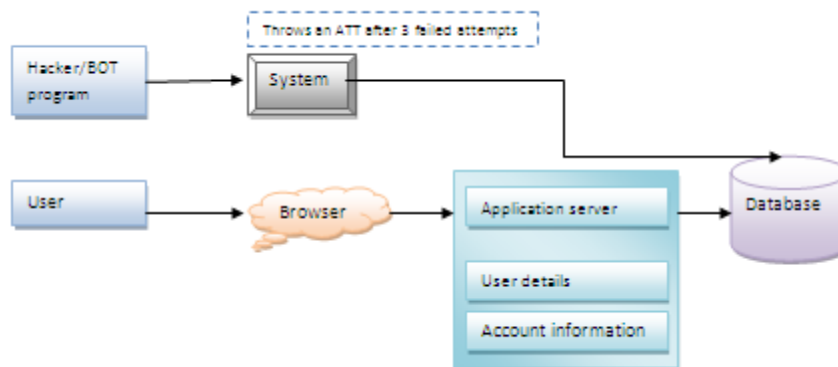 Throws an ATT after 3 failed attempts
Hacker/BOT
program
System
User
Browser
Application server
Database
User details
Account information